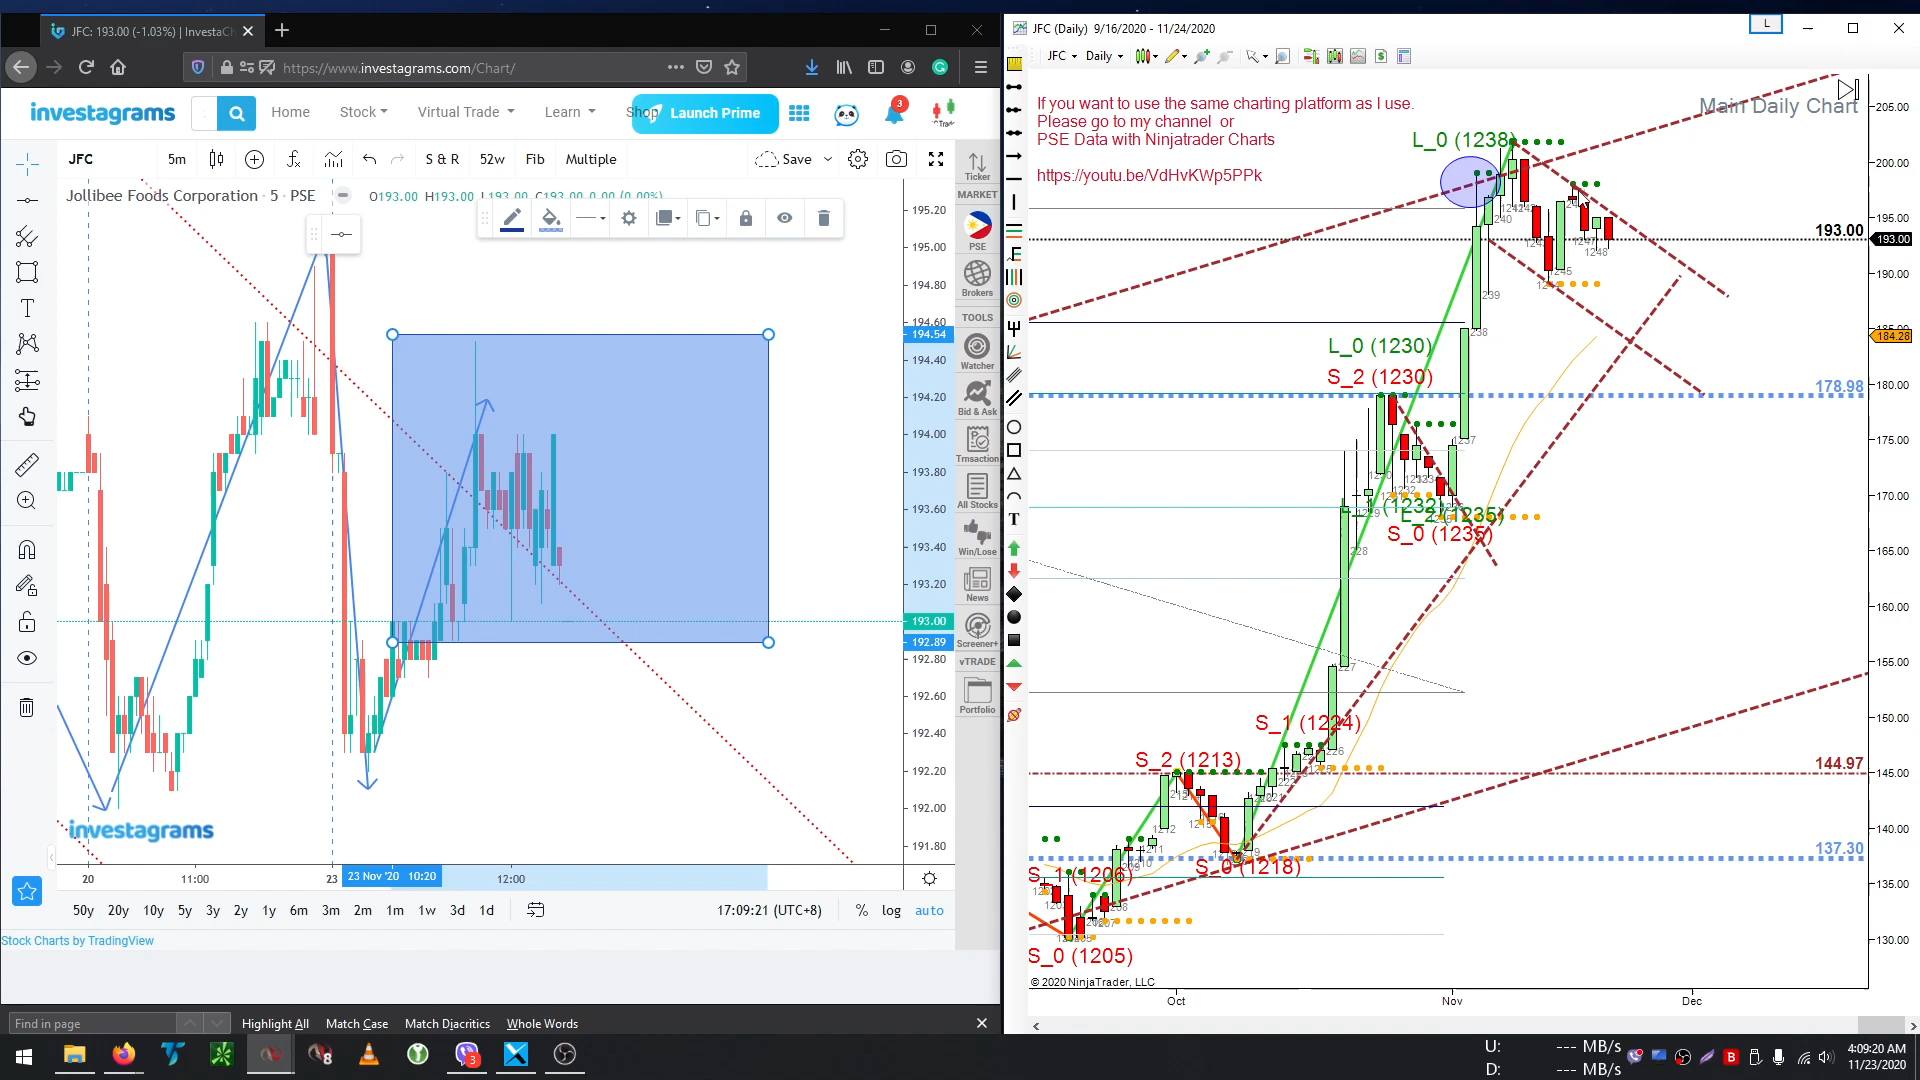 JFC: 193.00 (-1.03%) | InvestaCh
https://www.investagrams.com/Chart/
investagrams
Home
Stock
Virtual Trade
Learn
Shop
Launch Prime
3
JFC
5m
S & R
52w
Fib
Multiple
Save
Jollibee Foods Corporation · 5 · PSE
O193.00 H193.00 L193.00 C193.00 0.00 (0.00%)
195.20
195.00
194.80
194.60
194.54
194.40
194.20
194.00
193.80
193.60
193.40
193.20
193.00
192.89
192.80
192.60
192.40
192.20
192.00
191.80
investagrams
20
11:00
23
23 Nov '20 10:20
12:00
50y
20y
10y
5y
3y
2y
1y
6m
3m
2m
1m
1w
3d
1d
17:09:21 (UTC+8)
%
log
auto
Stock Charts by TradingView
Ticker
MARKET
PSE
Brokers
TOOLS
Watcher
Bid & Ask
Trnsaction
All Stocks
Win/Lose
News
Screener+
vTRADE
Portfolio
Find in page
Highlight All
Match Case
Match Diacritics
Whole Words
JFC (Daily) 9/16/2020 - 11/24/2020
L
JFC
Daily
If you want to use the same charting platform as I use.
Please go to my channel or
PSE Data with Ninjatrader Charts
https://youtu.be/VdHvKWp5PPk
Main Daily Chart
L_0 (1238)
L_0 (1230)
S_2 (1230)
L_2 (1235)
S_0 (1235)
S_1 (1224)
S_2 (1213)
S_0 (1218)
S_1 (1206)
S_0 (1205)
193.00
178.98
144.97
137.30
205.00
200.00
195.00
193.00
190.00
184.28
180.00
175.00
170.00
165.00
160.00
155.00
150.00
145.00
140.00
135.00
130.00
© 2020 NinjaTrader, LLC
Oct
Nov
Dec
U: --- MB/s
D: --- MB/s
4:09:20 AM
11/23/2020